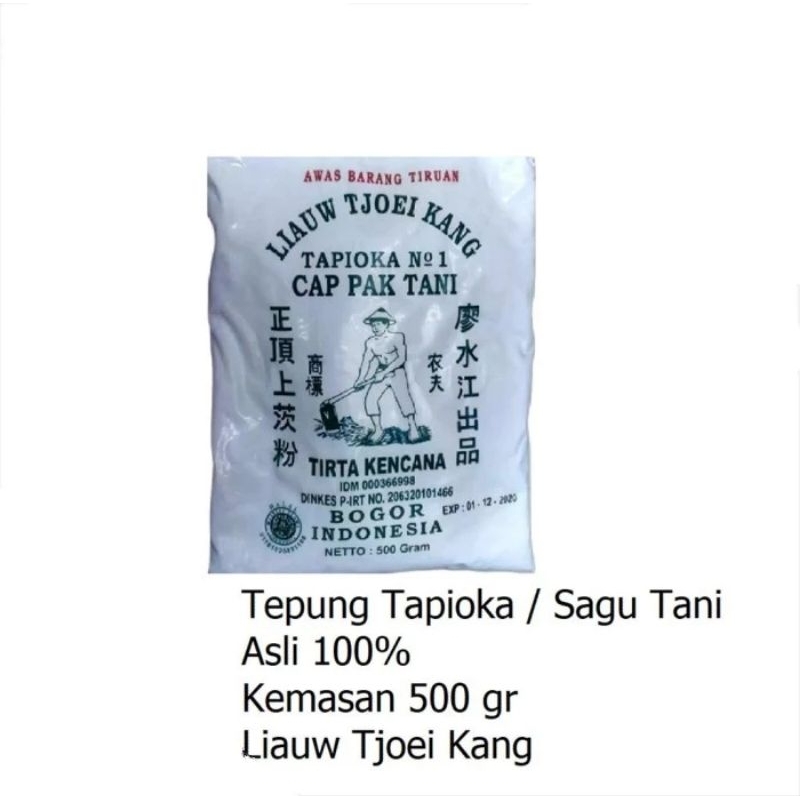 AWAS BARANG TIRUAN
LIAUW TJOEI KANG
TAPIOKA Nº 1
CAP PAK TANI
正頂上茨粉
商標
农夫
廖水江出品
TIRTA KENCANA
IDM 000366998
DINKES P-IRT NO. 206320101466
BOGOR
EXP : 01 - 12 - 2020
INDONESIA
NETTO : 500 Gram
Tepung Tapioka / Sagu Tani
Asli 100%
Kemasan 500 gr
Liauw Tjoei Kang